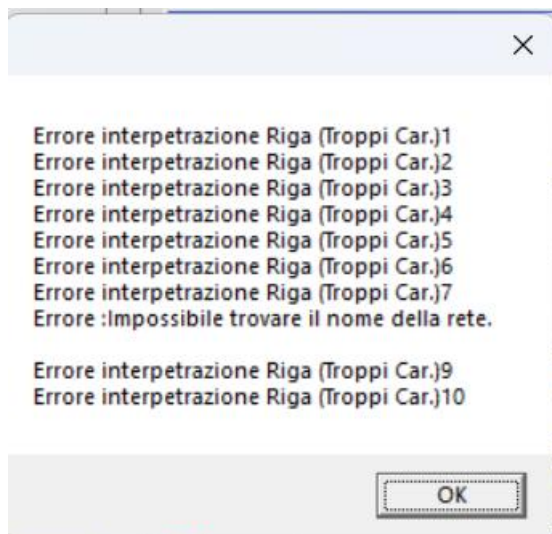 Errore interpetrazione Riga (Troppi Car.)1
Errore interpetrazione Riga (Troppi Car.)2
Errore interpetrazione Riga (Troppi Car.)3
Errore interpetrazione Riga (Troppi Car.)4
Errore interpetrazione Riga (Troppi Car.)5
Errore interpetrazione Riga (Troppi Car.)6
Errore interpetrazione Riga (Troppi Car.)7
Errore :Impossibile trovare il nome della rete.
Errore interpetrazione Riga (Troppi Car.)9
Errore interpetrazione Riga (Troppi Car.)10
OK